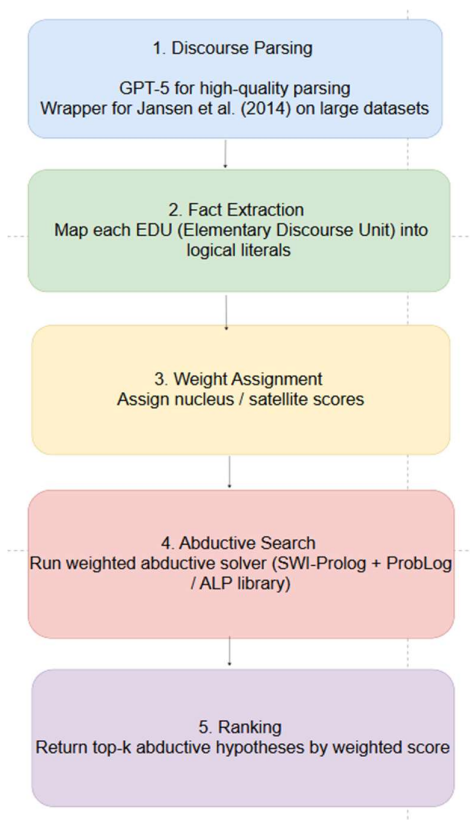 1. Discourse Parsing
GPT-5 for high-quality parsing
Wrapper for Jansen et al. (2014) on large datasets
2. Fact Extraction
Map each EDU (Elementary Discourse Unit) into
logical literals
3. Weight Assignment
Assign nucleus / satellite scores
4. Abductive Search
Run weighted abductive solver (SWI-Prolog + ProbLog
/ ALP library)
5. Ranking
Return top-k abductive hypotheses by weighted score